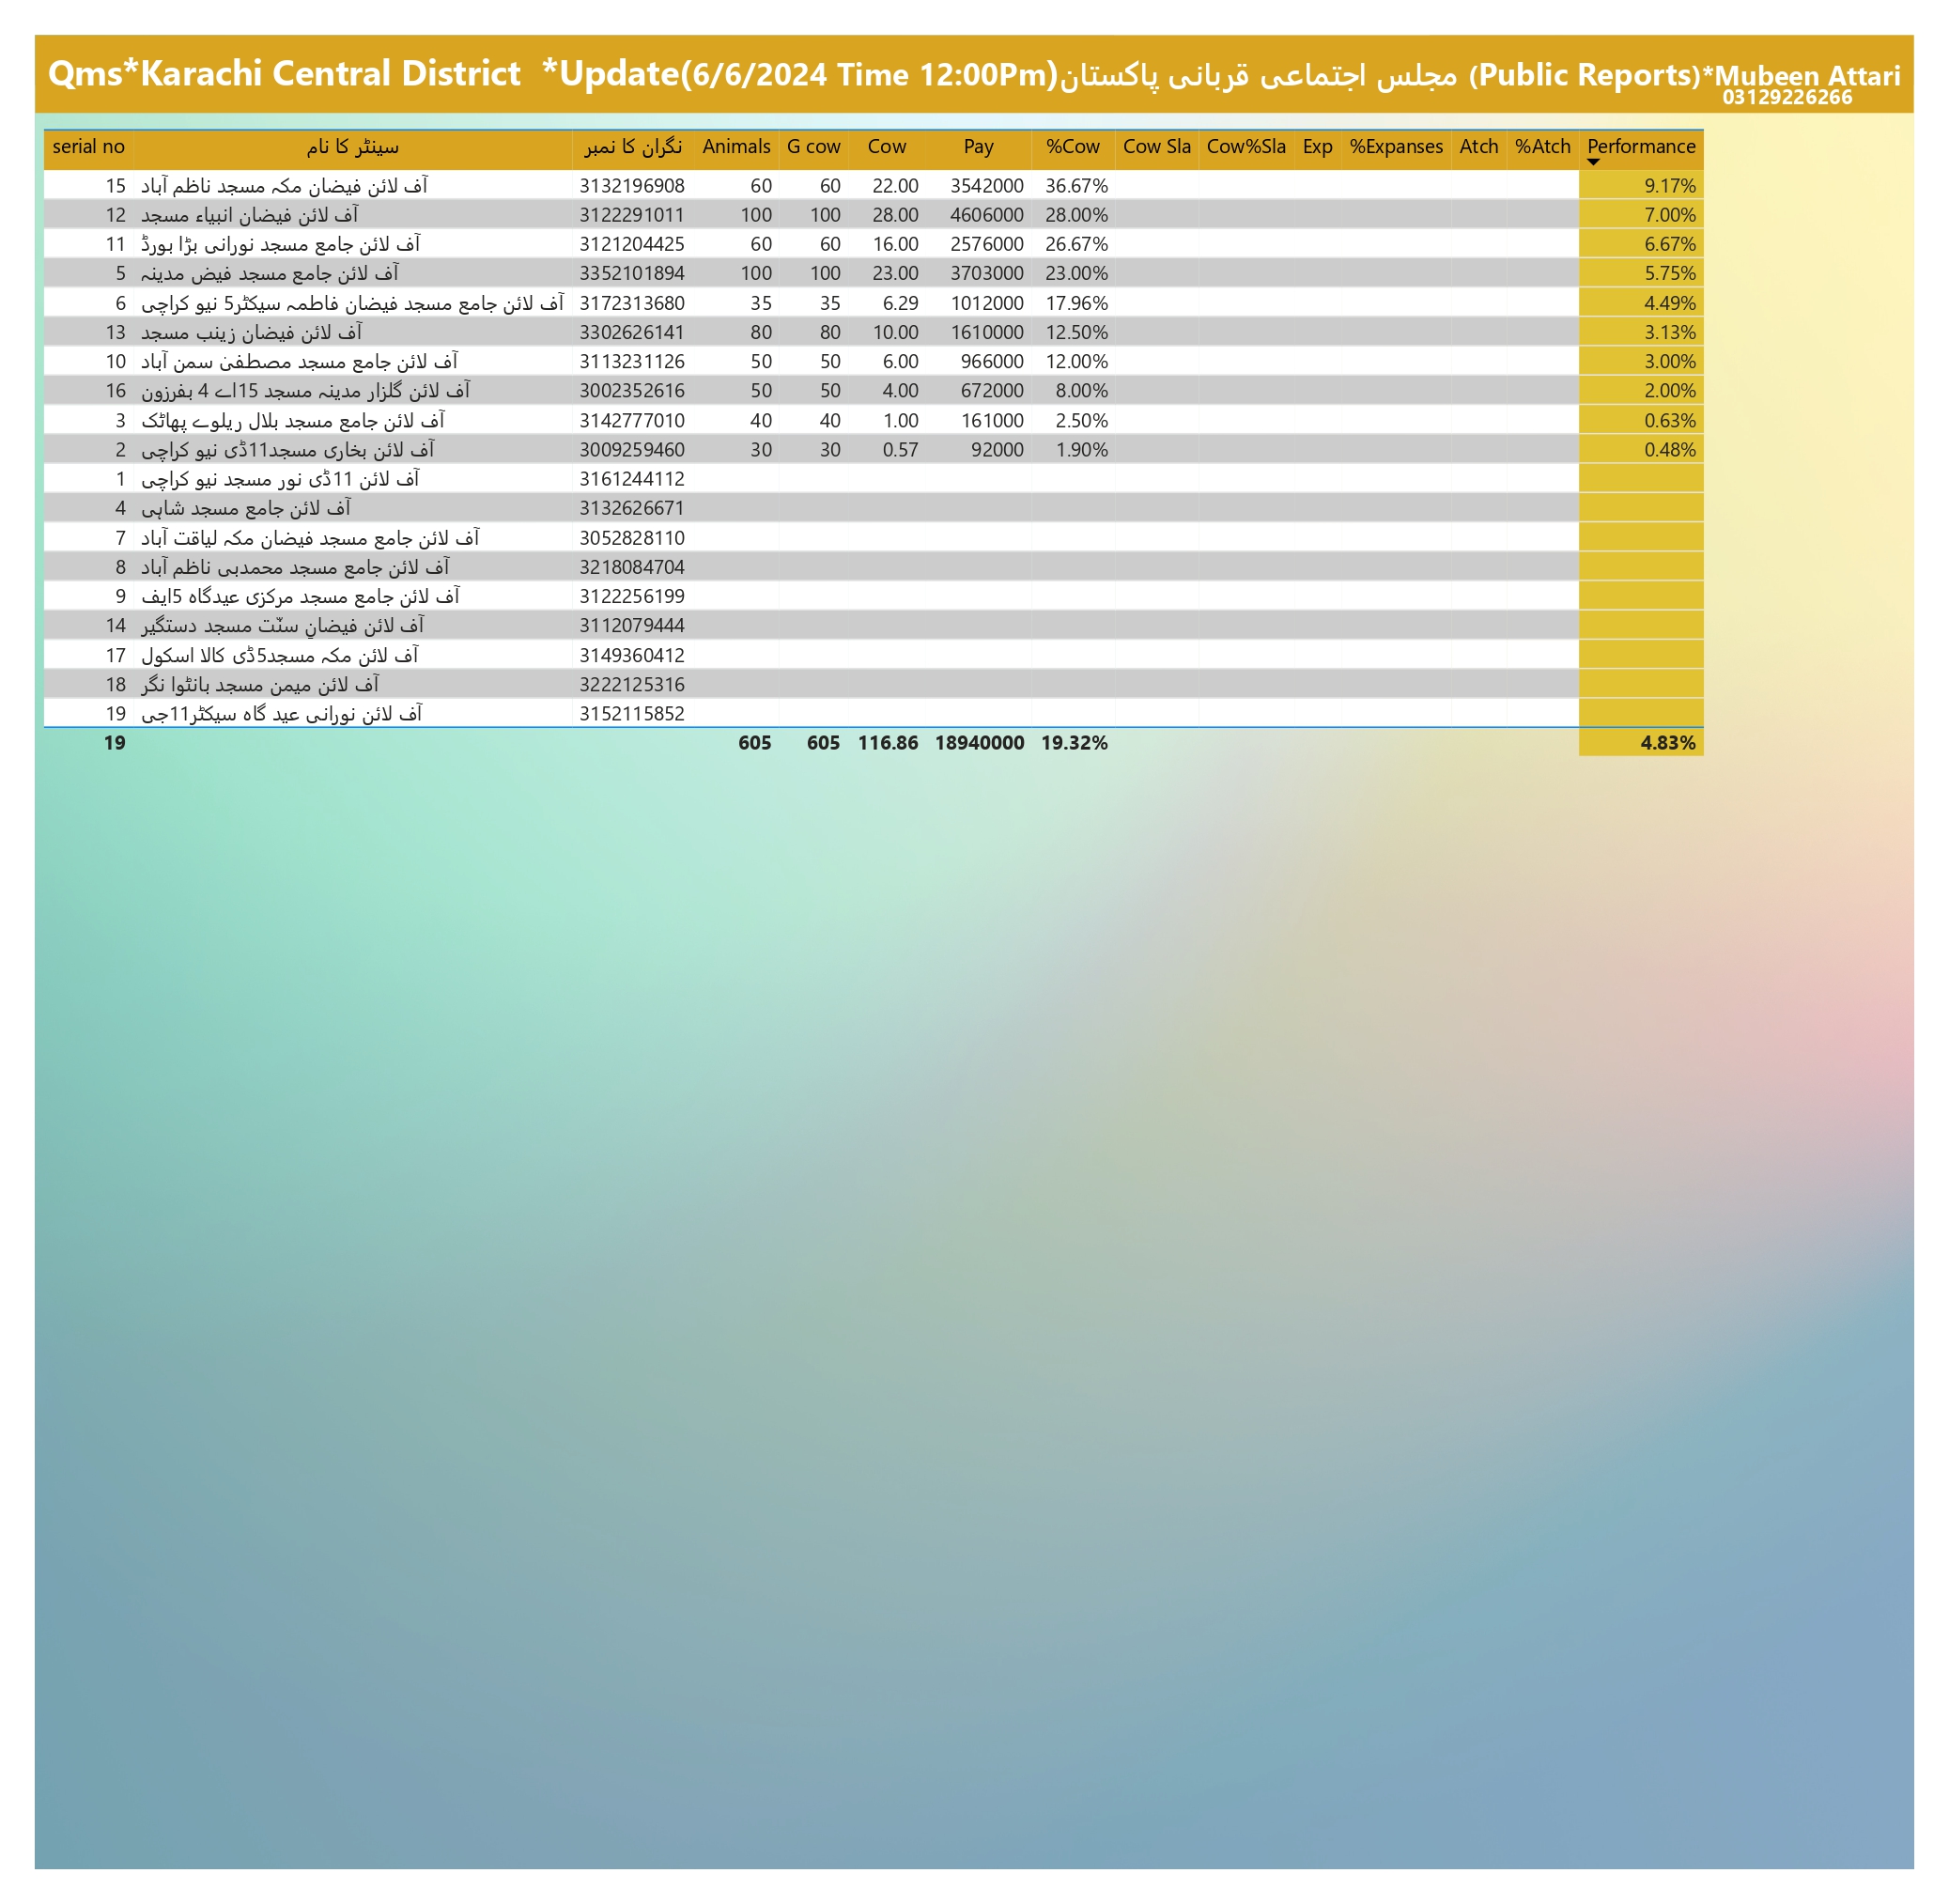 Qms*Karachi Central District *Update(6/6/2024 Time 12:00Pm)مجلس اجتماعی قربانی پاکستان (Public Reports)*Mubeen Attari
03129226266
serial no سینٹر کا نام نگران کا نمبر Animals G cow Cow Pay %Cow Cow Sla Cow%Sla Exp %Expanses Atch %Atch Performance
15 آف لائن فیضان مکہ مسجد ناظم آباد 3132196908 60 60 22.00 3542000 36.67% 9.17%
12 آف لائن فیضان انبیاء مسجد 3122291011 100 100 28.00 4606000 28.00% 7.00%
11 آف لائن جامع مسجد نورانی بڑا بورڈ 3121204425 60 60 16.00 2576000 26.67% 6.67%
5 آف لائن جامع مسجد فیض مدینہ 3352101894 100 100 23.00 3703000 23.00% 5.75%
6 آف لائن جامع مسجد فیضان فاطمہ سیکٹر5 نیو کراچی 3172313680 35 35 6.29 1012000 17.96% 4.49%
13 آف لائن فیضان زینب مسجد 3302626141 80 80 10.00 1610000 12.50% 3.13%
10 آف لائن جامع مسجد مصطفیٰ سمن آباد 3113231126 50 50 6.00 966000 12.00% 3.00%
16 آف لائن گلزار مدینہ مسجد 15اے 4 بفرزون 3002352616 50 50 4.00 672000 8.00% 2.00%
3 آف لائن جامع مسجد بلال ریلوے پھاٹک 3142777010 40 40 1.00 161000 2.50% 0.63%
2 آف لائن بخاری مسجد11ڈی نیو کراچی 3009259460 30 30 0.57 92000 1.90% 0.48%
1 آف لائن 11ڈی نور مسجد نیو کراچی 3161244112
4 آف لائن جامع مسجد شاہی 3132626671
7 آف لائن جامع مسجد فیضان مکہ لیاقت آباد 3052828110
8 آف لائن جامع مسجد محمدیی ناظم آباد 3218084704
9 آف لائن جامع مسجد مرکزی عیدگاہ 5ایف 3122256199
14 آف لائن فیضانِ سنّت مسجد دستگیر 3112079444
17 آف لائن مکہ مسجد5ڈی کالا اسکول 3149360412
18 آف لائن میمن مسجد بانٹوا نگر 3222125316
19 آف لائن نورانی عید گاہ سیکٹر11جی 3152115852
19 605 605 116.86 18940000 19.32% 4.83%